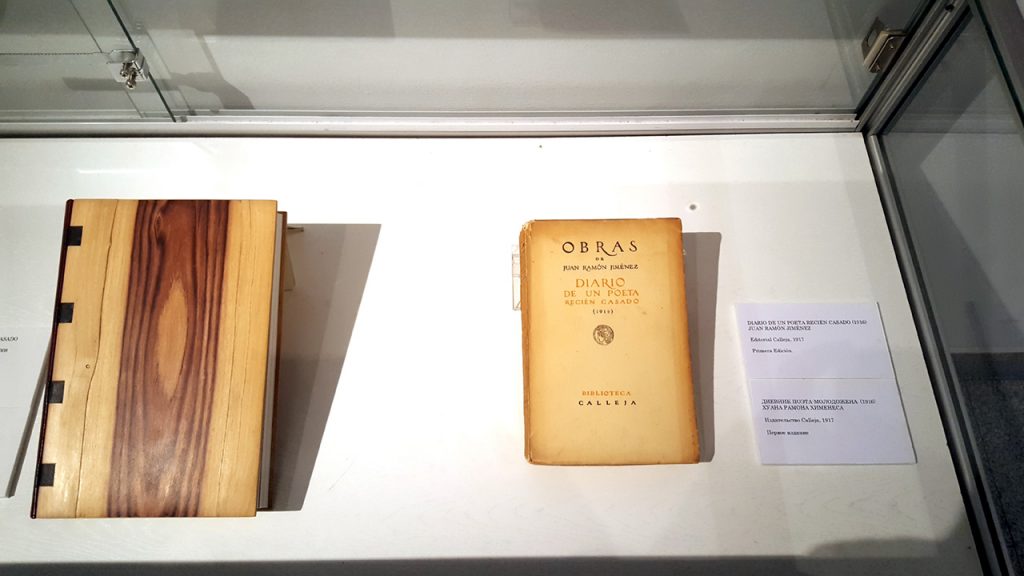 CASADO
OBRAS
DE
JUAN RAMÓN JIMÉNEZ
DIARIO
DE UN POETA
RECIÉN CASADO
(1916)
BIBLIOTECA
CALLEJA
DIARIO DE UN POETA RECIÉN CASADO (1916)
JUAN RAMÓN JIMÉNEZ
Editorial Calleja, 1917
Primera Edición.
ДНЕВНИК ПОЭТА-МОЛОДОЖЕНА (1916)
ХУАНА РАМОНА ХИМЕНЕСА
Издательство Calleja, 1917
Первое издание